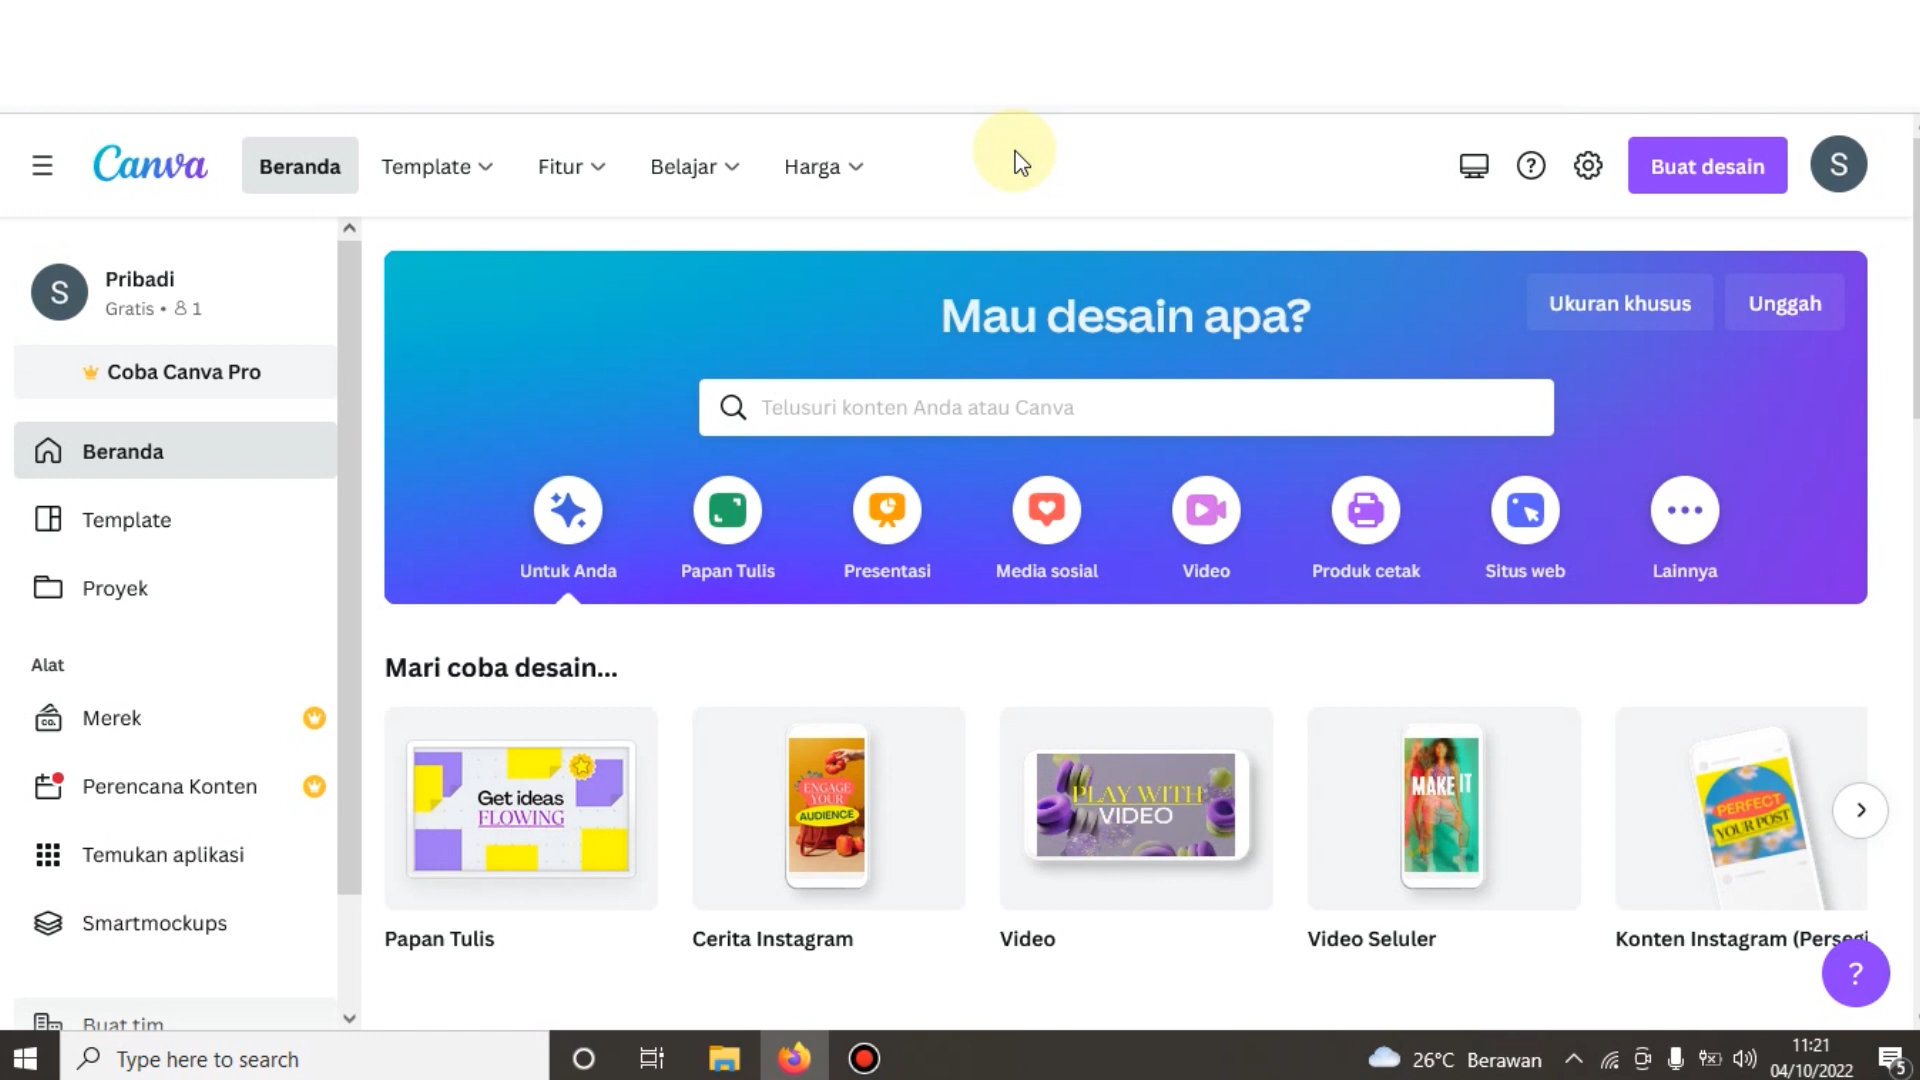 Canva
Beranda
Template
Fitur
Belajar
Harga
Buat desain
S
S
Pribadi
Gratis • 1
Coba Canva Pro
Beranda
Template
Proyek
Alat
Merek
CO.
Perencana Konten
Temukan aplikasi
Smartmockups
Buat tim
Mau desain apa?
Ukuran khusus
Unggah
Telusuri konten Anda atau Canva
Untuk Anda
Papan Tulis
Presentasi
Media sosial
Video
Produk cetak
Situs web
Lainnya
Mari coba desain...
Get ideas
FLOWING
ENGAGE
YOUR
AUDIENCE
PLAY WITH
VIDEO
MAKE IT
PERFECT
YOUR POST
Papan Tulis
Cerita Instagram
Video
Video Seluler
Konten Instagram (Persegi
?
Type here to search
26°C Berawan
11:21
04/10/2022
5